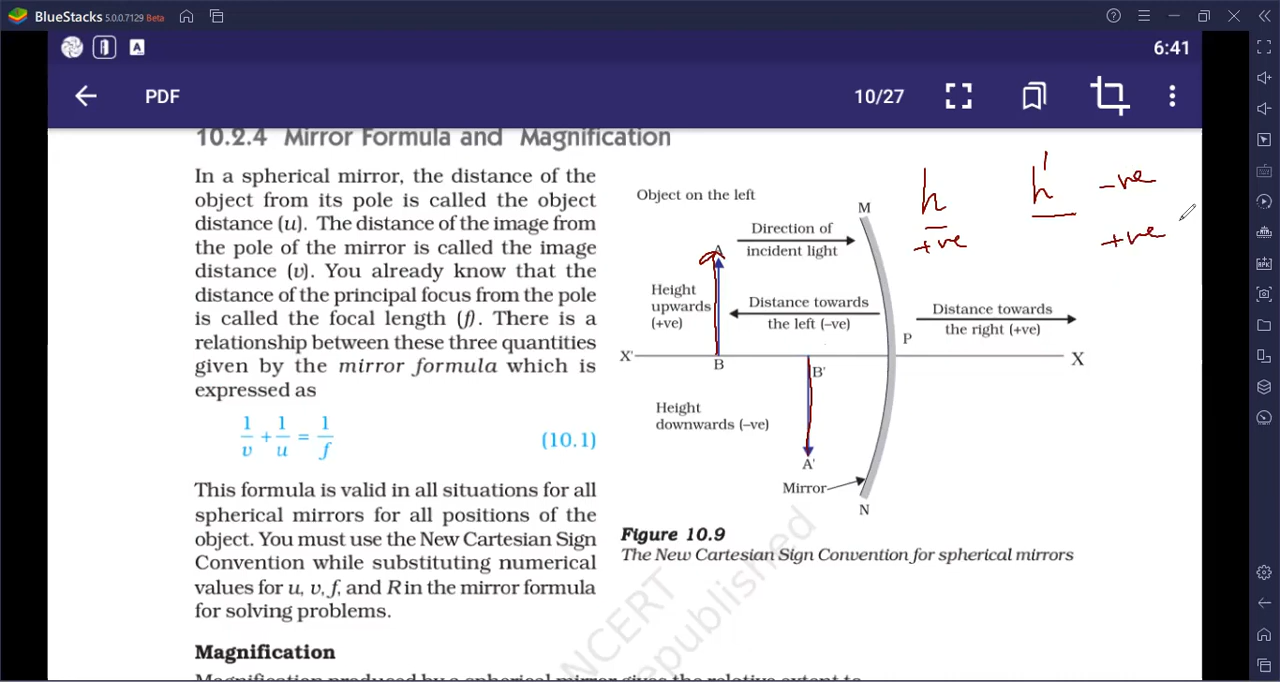 BlueStacks 5.0.0.7129 Beta
6:41
PDF
10/27
10.2.4 Mirror Formula and Magnification
In a spherical mirror, the distance of the
object from its pole is called the object
distance (u). The distance of the image from
the pole of the mirror is called the image
distance (v). You already know that the
distance of the principal focus from the pole
is called the focal length (f). There is a
relationship between these three quantities
given by the mirror formula which is
expressed as
1/v + 1/u = 1/f (10.1)
This formula is valid in all situations for all
spherical mirrors for all positions of the
object. You must use the New Cartesian Sign
Convention while substituting numerical
values for u, v, f, and R in the mirror formula
for solving problems.
Magnification
Object on the left
M
h h' -ve
+ve +ve
A
Direction of
incident light
Height
upwards
(+ve)
Distance towards
the left (–ve)
Distance towards
the right (+ve)
P
X' B X
B'
Height
downwards (–ve)
A'
Mirror
N
Figure 10.9
The New Cartesian Sign Convention for spherical mirrors
NCERT
republished